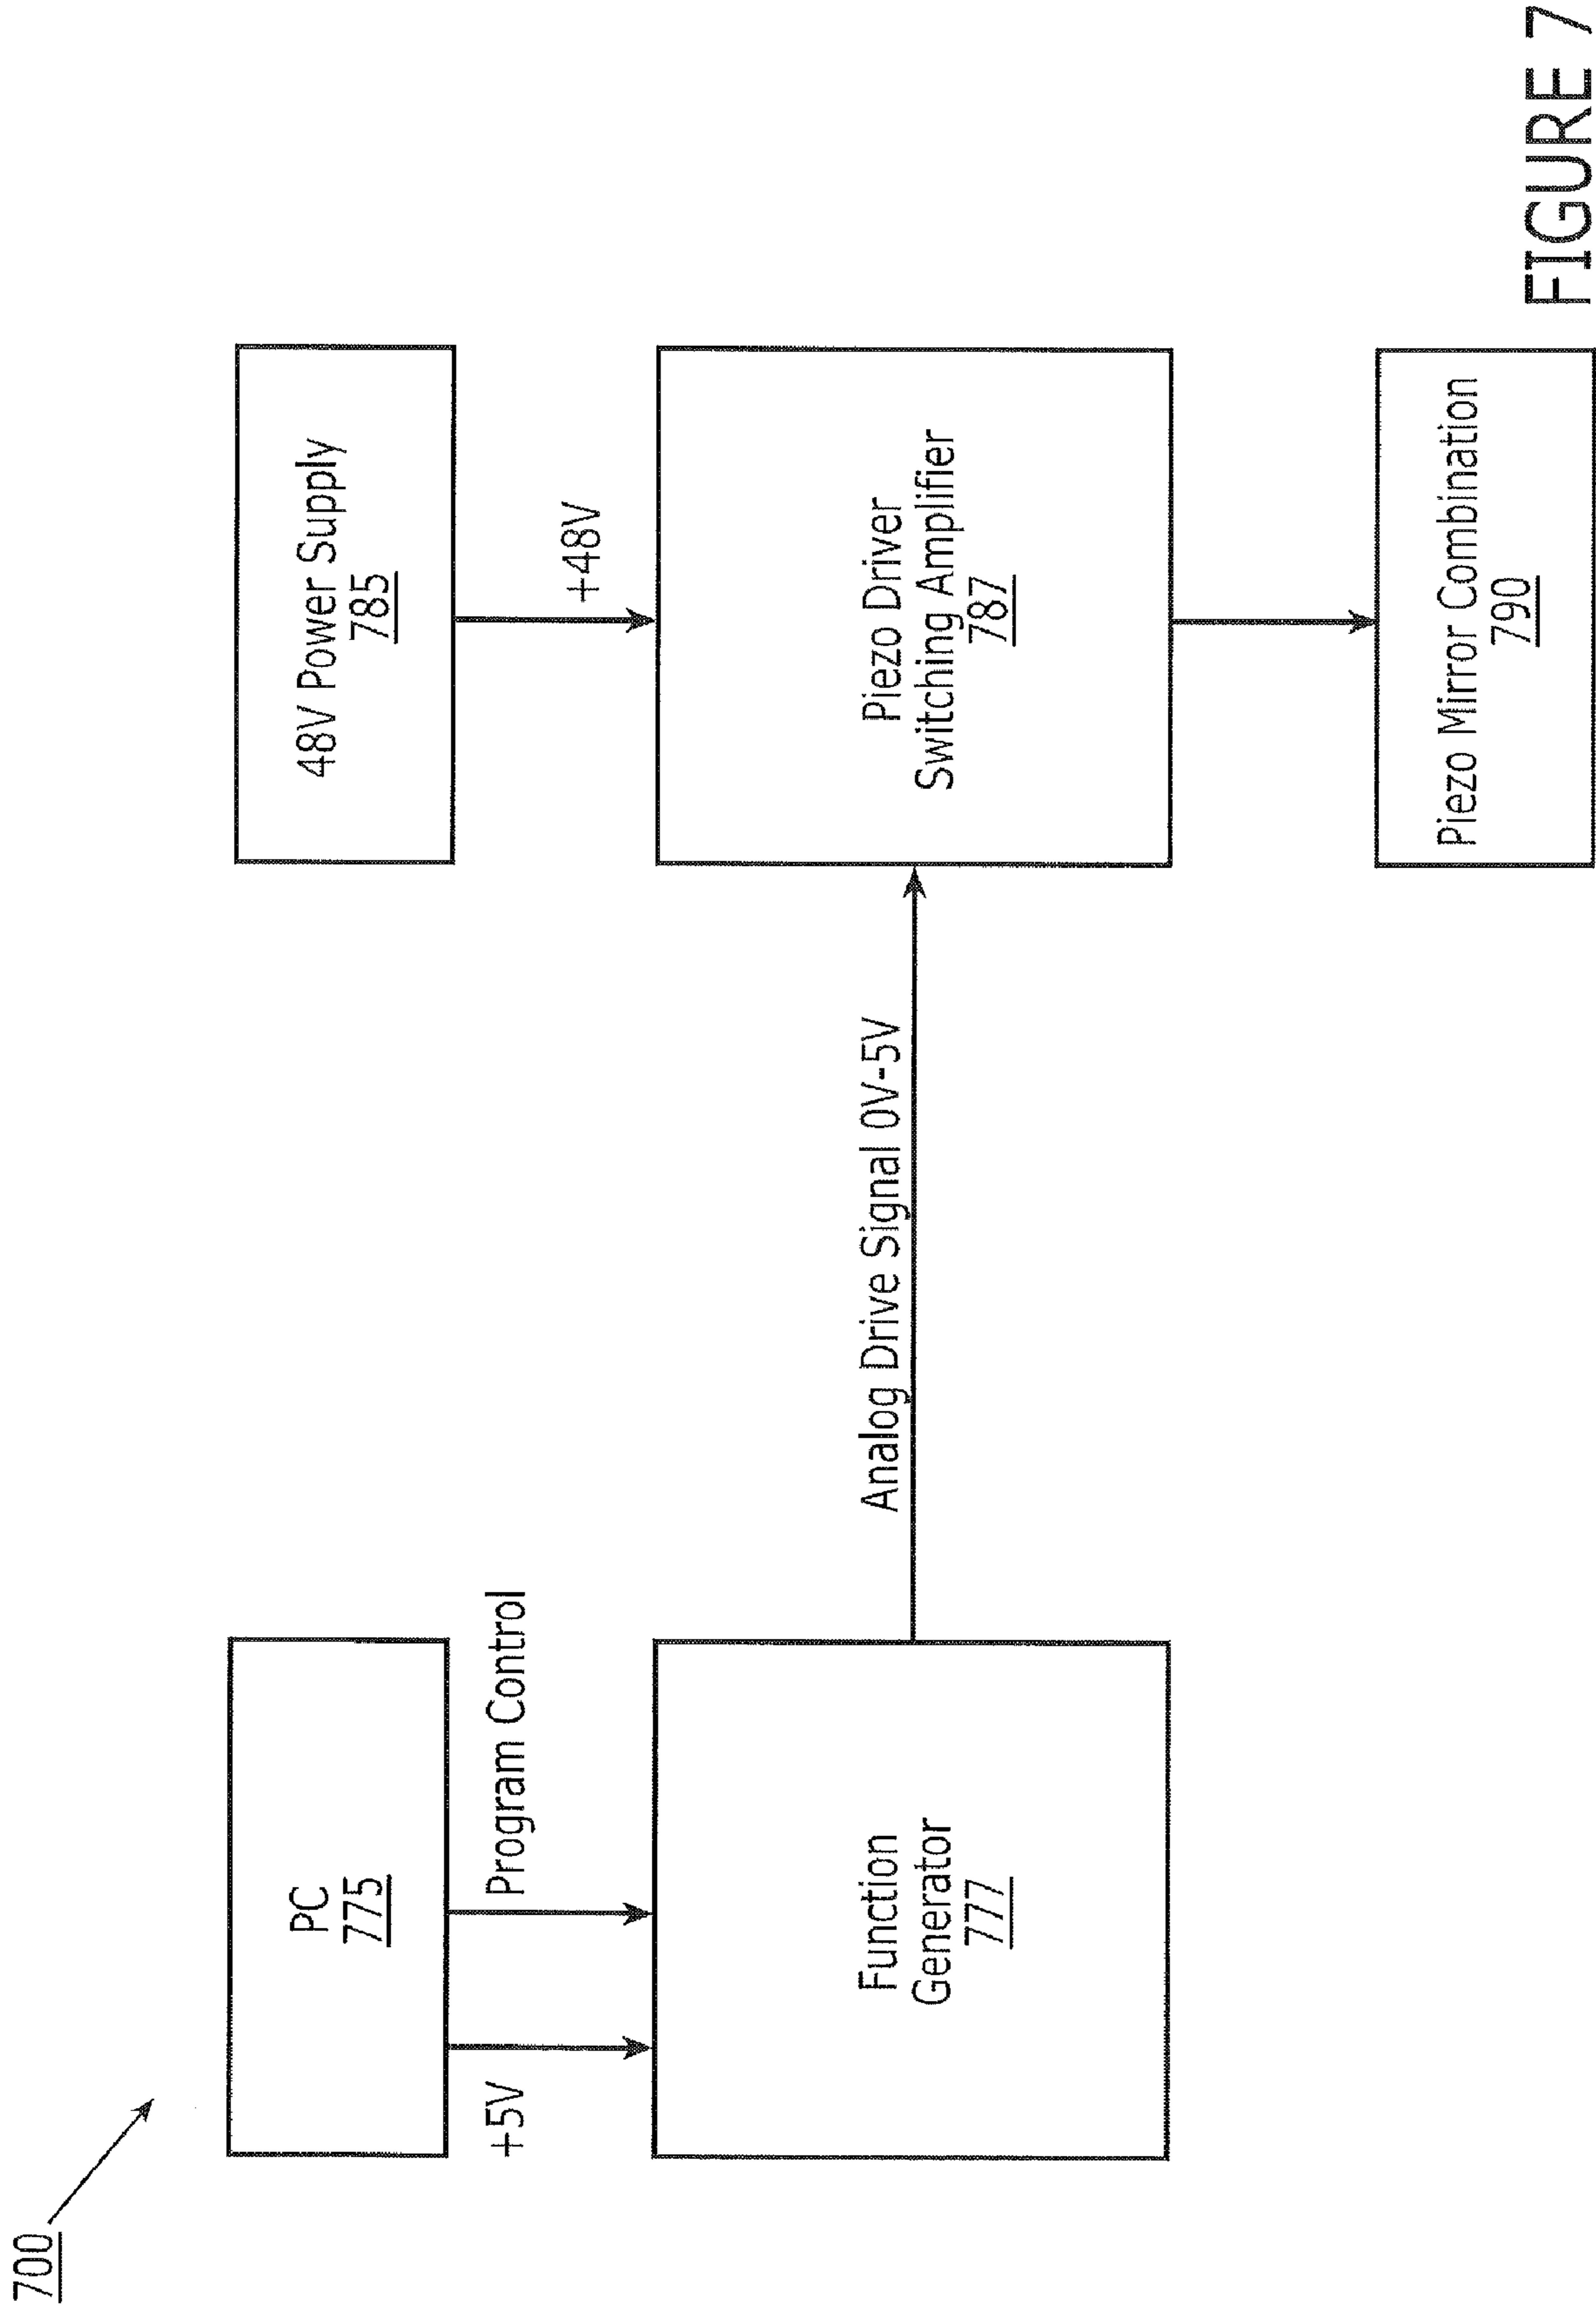 700
PC
775
+5V
Program Control
Function
Generator
777
Analog Drive Signal 0V-5V
48V Power Supply
785
+48V
Piezo Driver
Switching Amplifier
787
Piezo Mirror Combination
790
FIGURE 7